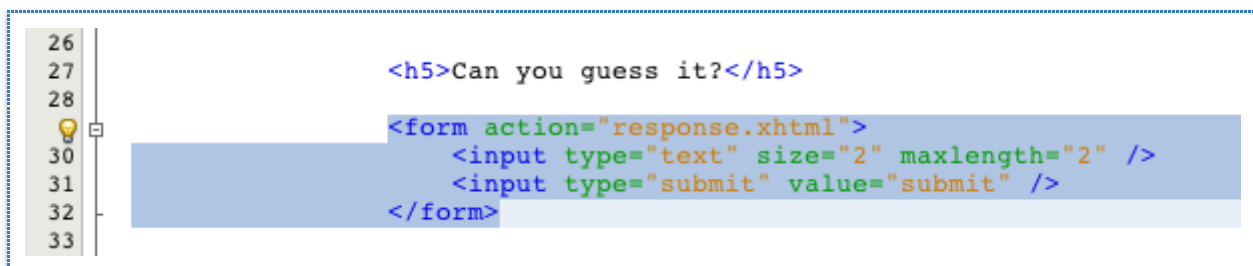 26
27 <h5>Can you guess it?</h5>
28
<form action="response.xhtml">
30 <input type="text" size="2" maxlength="2" />
31 <input type="submit" value="submit" />
32 </form>
33